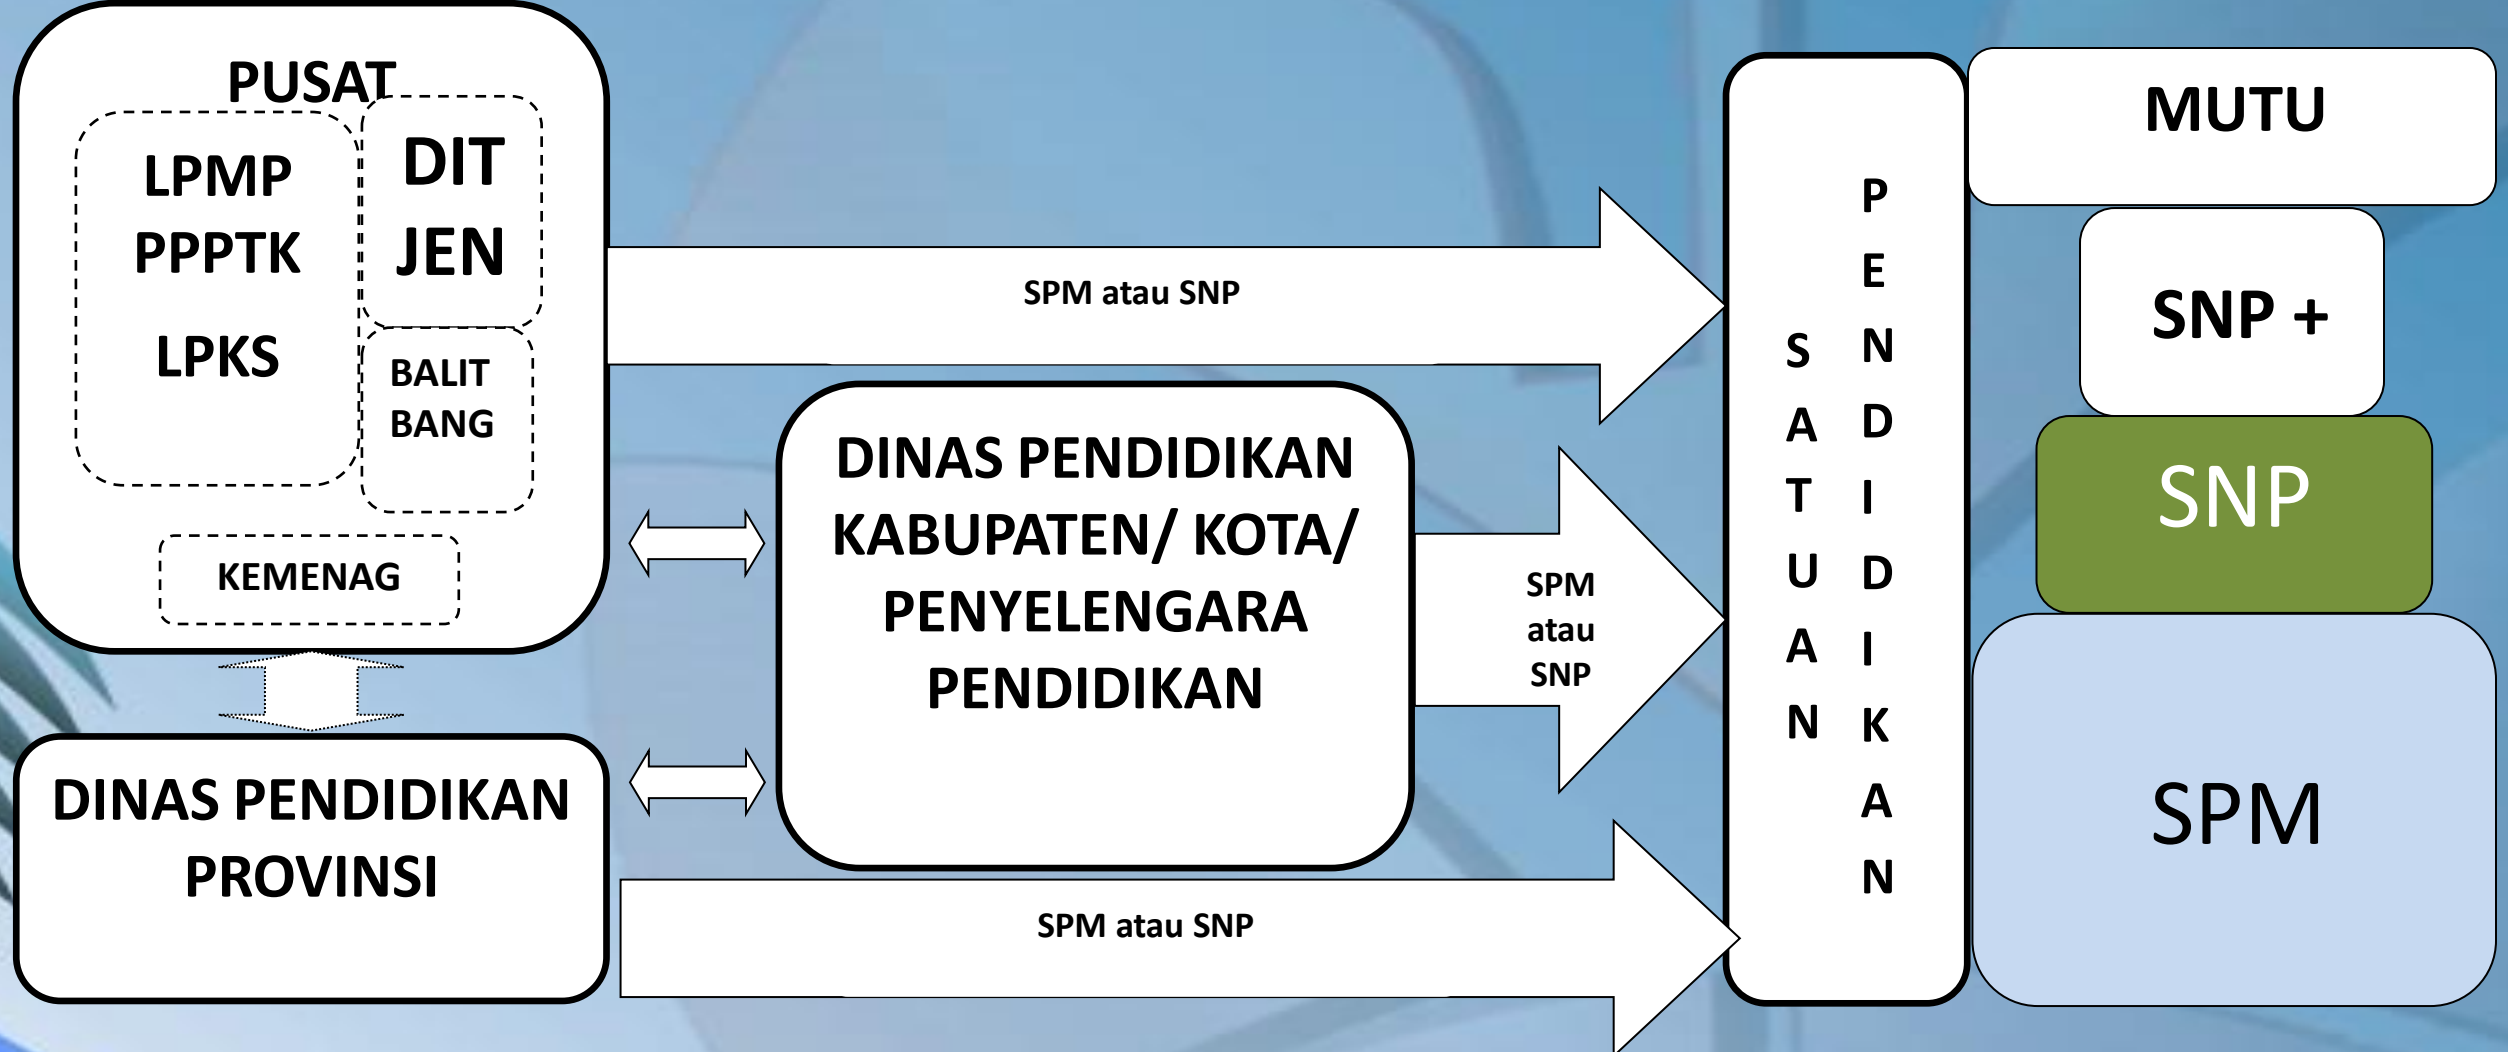 PUSAT
LPMP
PPPTK
LPKS
DIT
JEN
BALIT
BANG
KEMENAG
DINAS PENDIDIKAN
PROVINSI
SPM atau SNP
DINAS PENDIDIKAN
KABUPATEN/ KOTA/
PENYELENGARA
PENDIDIKAN
SPM
atau
SNP
SPM atau SNP
SATUAN
PENDIDIKAN
MUTU
SNP +
SNP
SPM